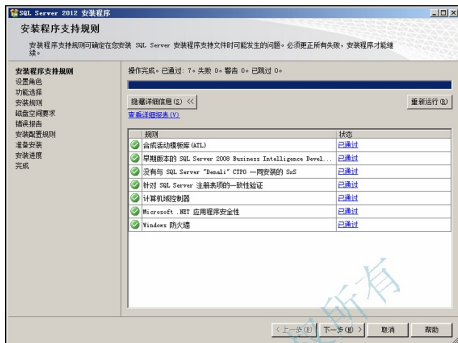 SQL Server 2012 安装程序
安装程序支持规则
安装程序支持规则可确定在您安装 SQL Server 安装程序支持文件时可能发生的问题。必须更正所有失败，安装程序才能继续。
安装程序支持规则
设置角色
功能选择
安装规则
磁盘空间要求
错误报告
安装配置规则
准备安装
安装进度
完成
操作完成。已通过: 7。失败 0。警告 0。已跳过 0。
隐藏详细信息(S) <<
重新运行(R)
查看详细报表(V)
规则 状态
合成活动模板库(ATL) 已通过
早期版本的 SQL Server 2008 Business Intelligence Devel... 已通过
没有与 SQL Server "Denali" CTP0 一同安装的 SxS 已通过
针对 SQL Server 注册表项的一致性验证 已通过
计算机域控制器 已通过
Microsoft .NET 应用程序安全性 已通过
Windows 防火墙 已通过
< 上一步(B) 下一步(N) > 取消 帮助
所有